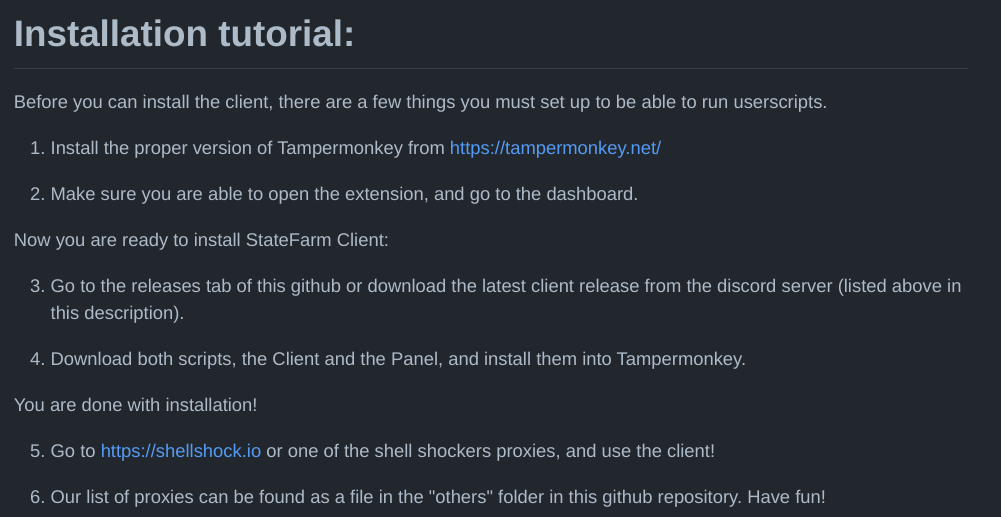 Installation tutorial:
Before you can install the client, there are a few things you must set up to be able to run userscripts.
1. Install the proper version of Tampermonkey from https://tampermonkey.net/
2. Make sure you are able to open the extension, and go to the dashboard.
Now you are ready to install StateFarm Client:
3. Go to the releases tab of this github or download the latest client release from the discord server (listed above in
this description).
4. Download both scripts, the Client and the Panel, and install them into Tampermonkey.
You are done with installation!
5. Go to https://shellshock.io or one of the shell shockers proxies, and use the client!
6. Our list of proxies can be found as a file in the "others" folder in this github repository. Have fun!